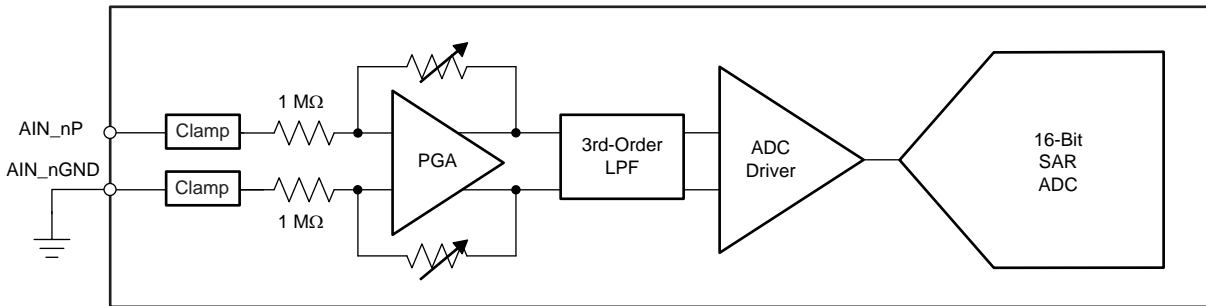 1 MΩ
AIN_nP
Clamp
PGA
3rd-Order
LPF
ADC
Driver
16-Bit
SAR
ADC
AIN_nGND
Clamp
1 MΩ